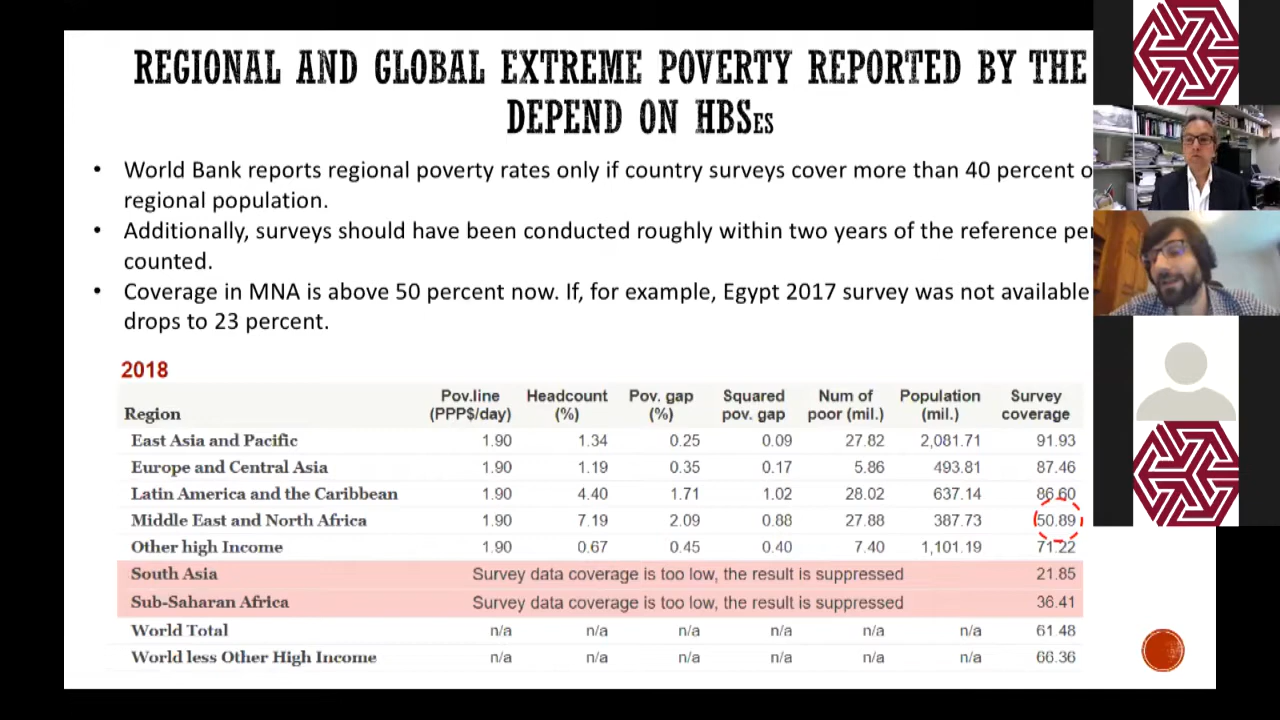 REGIONAL AND GLOBAL EXTREME POVERTY REPORTED BY THE
DEPEND ON HBSES
• World Bank reports regional poverty rates only if country surveys cover more than 40 percent
regional population.
• Additionally, surveys should have been conducted roughly within two years of the reference
counted.
• Coverage in MNA is above 50 percent now. If, for example, Egypt 2017 survey was not available
drops to 23 percent.
2018
Region Pov.line (PPP$/day) Headcount (%) Pov. gap (%) Squared pov. gap Num of poor (mil.) Population (mil.) Survey coverage
East Asia and Pacific 1.90 1.34 0.25 0.09 27.82 2,081.71 91.93
Europe and Central Asia 1.90 1.19 0.35 0.17 5.86 493.81 87.46
Latin America and the Caribbean 1.90 4.40 1.71 1.02 28.02 637.14 86.60
Middle East and North Africa 1.90 7.19 2.09 0.88 27.88 387.73 50.89
Other high Income 1.90 0.67 0.45 0.40 7.40 1,101.19 71.22
South Asia Survey data coverage is too low, the result is suppressed 21.85
Sub-Saharan Africa Survey data coverage is too low, the result is suppressed 36.41
World Total n/a n/a n/a n/a n/a n/a 61.48
World less Other High Income n/a n/a n/a n/a n/a n/a 66.36